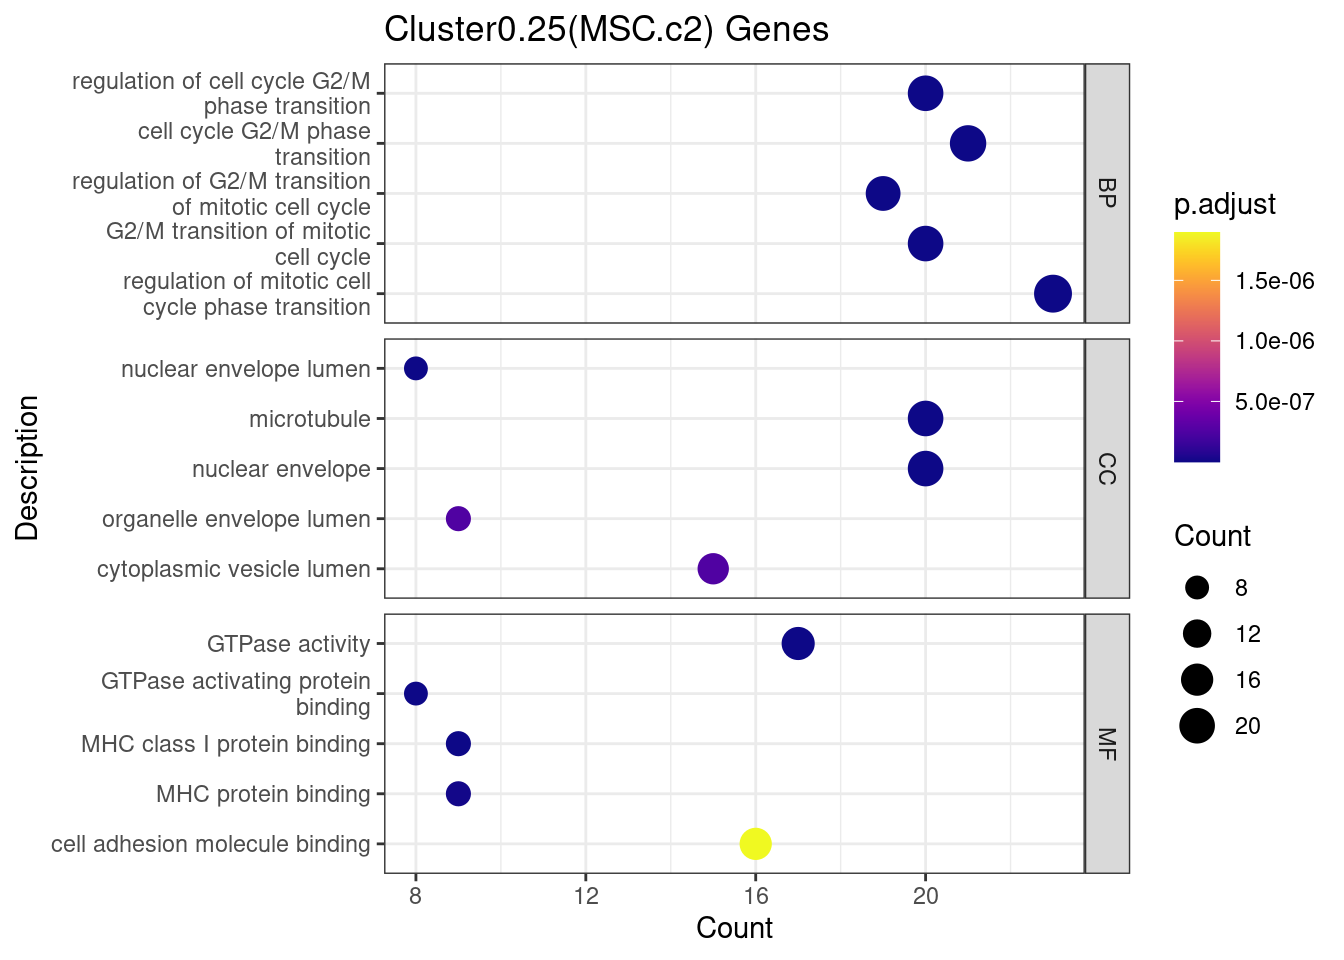 Cluster0.25(MSC.c2) Genes
regulation of cell cycle G2/M
phase transition
cell cycle G2/M phase
transition
regulation of G2/M transition
of mitotic cell cycle
G2/M transition of mitotic
cell cycle
regulation of mitotic cell
cycle phase transition
BP
nuclear envelope lumen
microtubule
nuclear envelope
organelle envelope lumen
cytoplasmic vesicle lumen
CC
GTPase activity
GTPase activating protein
binding
MHC class I protein binding
MHC protein binding
cell adhesion molecule binding
MF
8 12 16 20
Count
Description
p.adjust
1.5e-06
1.0e-06
5.0e-07
Count
8
12
16
20